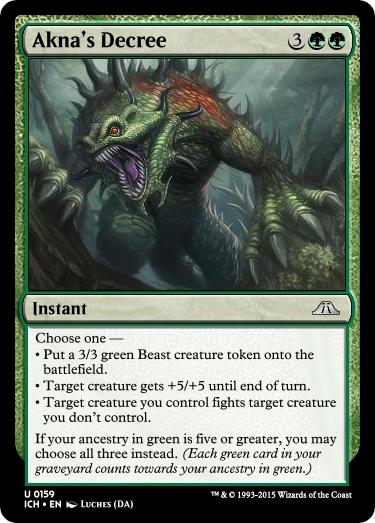 Akna's Decree 3
Instant
Choose one —
• Put a 3/3 green Beast creature token onto the
battlefield.
• Target creature gets +5/+5 until end of turn.
• Target creature you control fights target creature
you don't control.
If your ancestry in green is five or greater, you may
choose all three instead. (Each green card in your
graveyard counts towards your ancestry in green.)
U 0159
ICH • EN Luches (DA)
™ & © 1993-2015 Wizards of the Coast